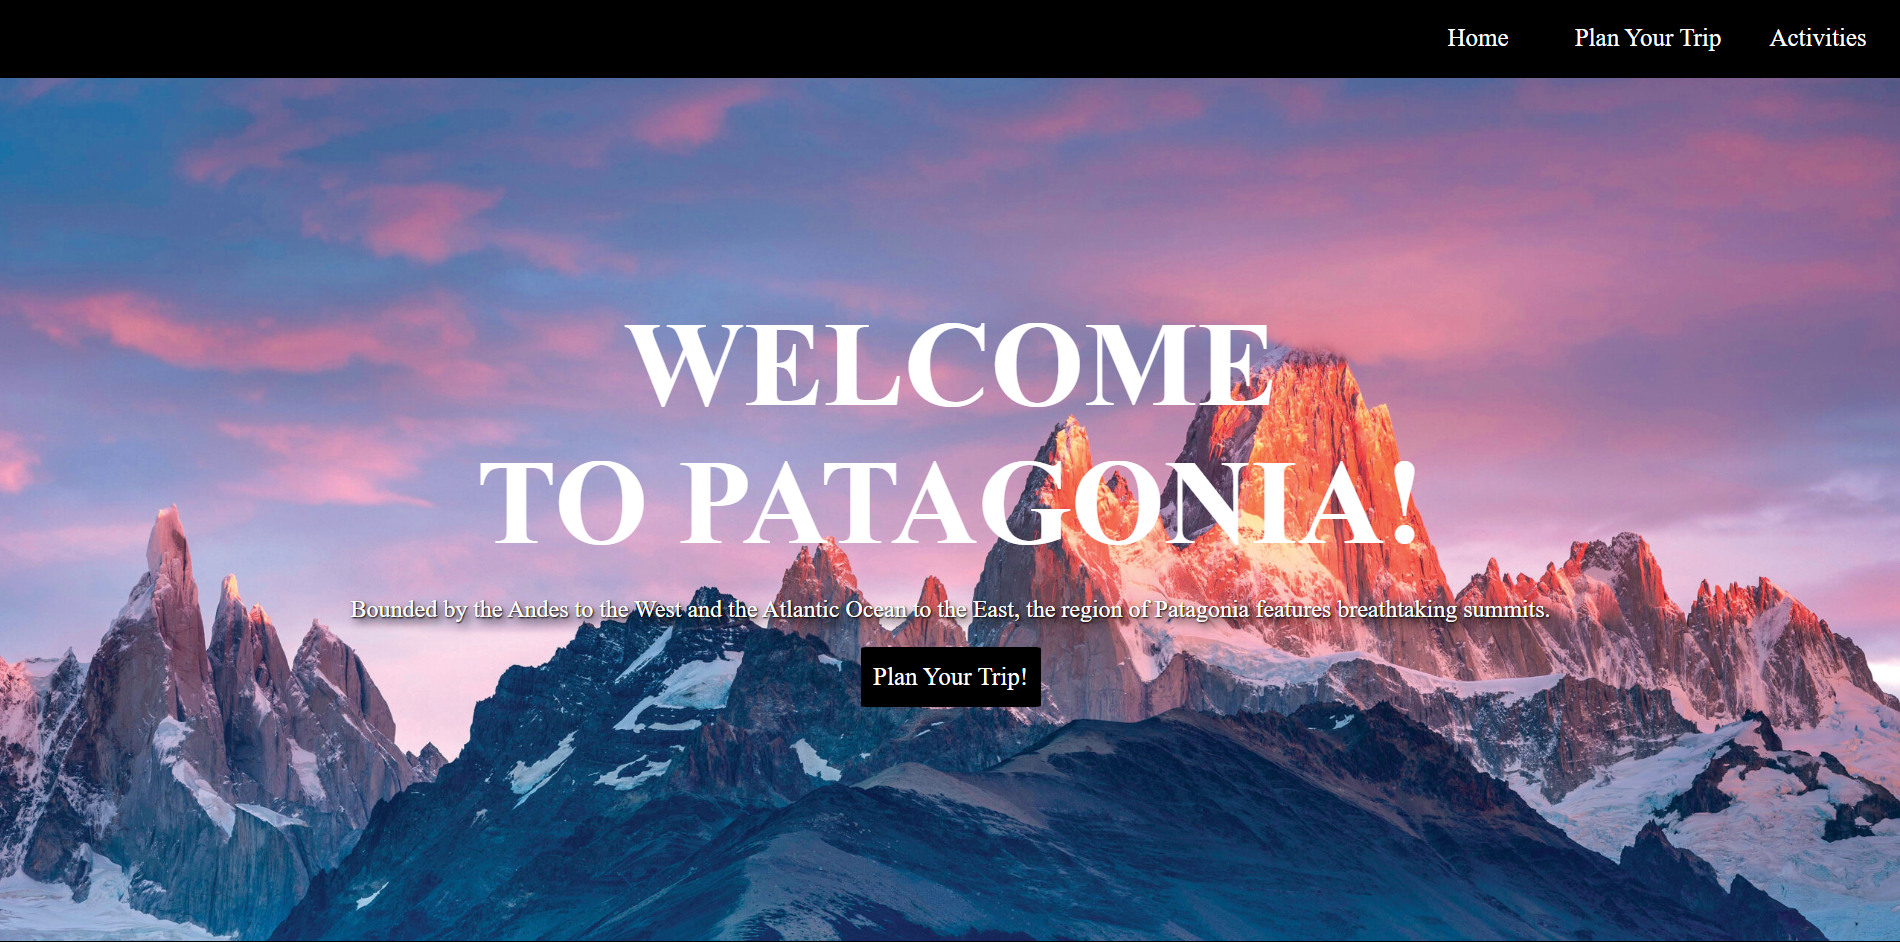 Home Plan Your Trip Activities
WELCOME
TO PATAGONIA!
Bounded by the Andes to the West and the Atlantic Ocean to the East, the region of Patagonia features breathtaking summits.
Plan Your Trip!